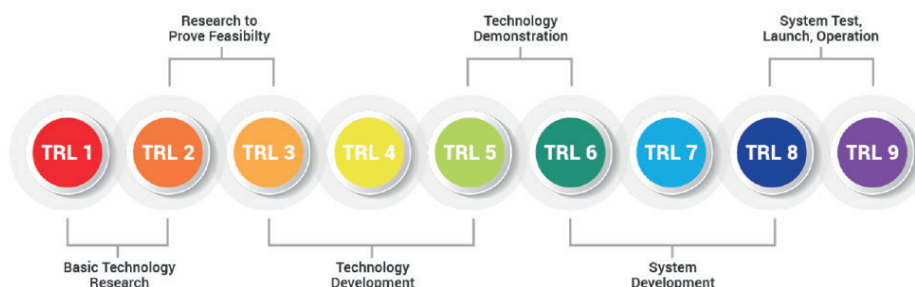 Research to
Prove Feasibilty
Technology
Demonstration
System Test,
Launch, Operation
TRL 1
TRL 2
TRL 3
TRL 4
TRL 5
TRL 6
TRL 7
TRL 8
TRL 9
Basic Technology
Research
Technology
Development
System
Development